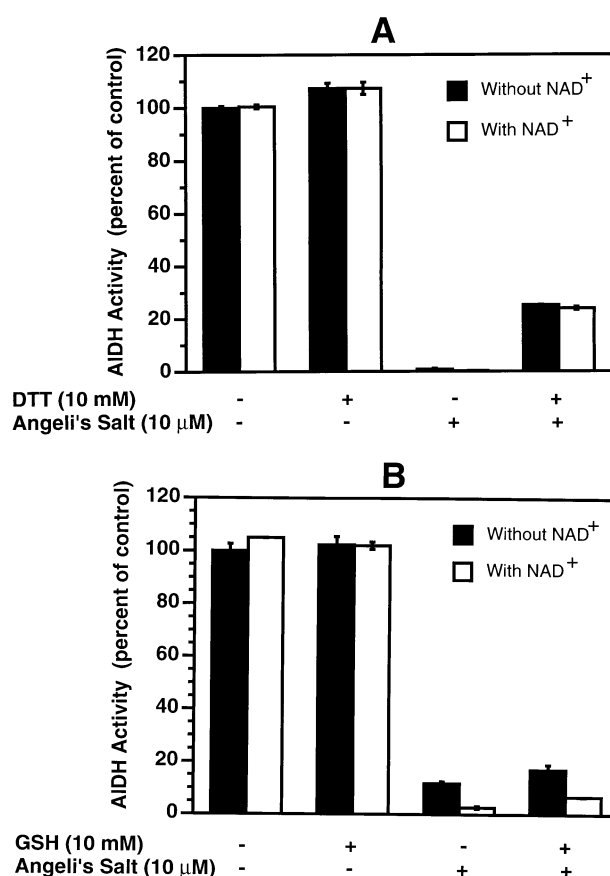 A
120
100
80
60
40
20
0
AlDH Activity (percent of control)
Without NAD+
With NAD+
DTT (10 mM) - + - +
Angeli's Salt (10 μM) - - + +
B
120
100
80
60
40
20
0
AlDH Activity (percent of control)
Without NAD+
With NAD+
GSH (10 mM) - + - +
Angeli's Salt (10 μM) - - + +